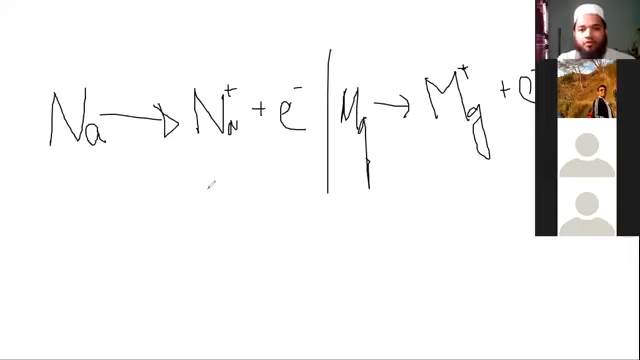 Na → Na⁺ + e⁻ | Mg → Mg⁺ + e⁻